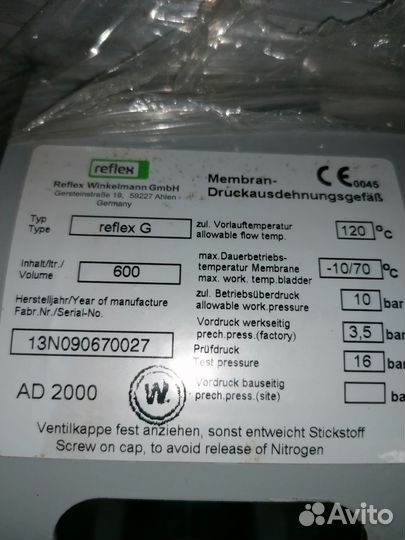 reflex
Reflex Winkelmann GmbH
Gersteinstraße 19, 59227 Ahlen -
Germany
Membran-
Druckausdehnungsgefäß
CE 0045
Typ
Type
reflex G
zul. Vorlauftemperatur
allowable flow temp.
120 °C
Inhalt/ltr./
Volume
600
max.Dauerbetriebs-
temperatur Membrane
max. work. temp.bladder
-10/70 °C
Herstelljahr/Year of manufacture
Fabr.Nr./Serial-No.
13N090670027
zul. Betriebsüberdruck
allowable work.pressure
10 bar
Vordruck werkseitig
prech.press.(factory)
3,5 bar
Prüfdruck
Test pressure
16 bar
Vordruck bauseitig
prech.press.(site)
ba
AD 2000
W.
Ventilkappe fest anziehen, sonst entweicht Stickstoff
Screw on cap, to avoid release of Nitrogen
Avito